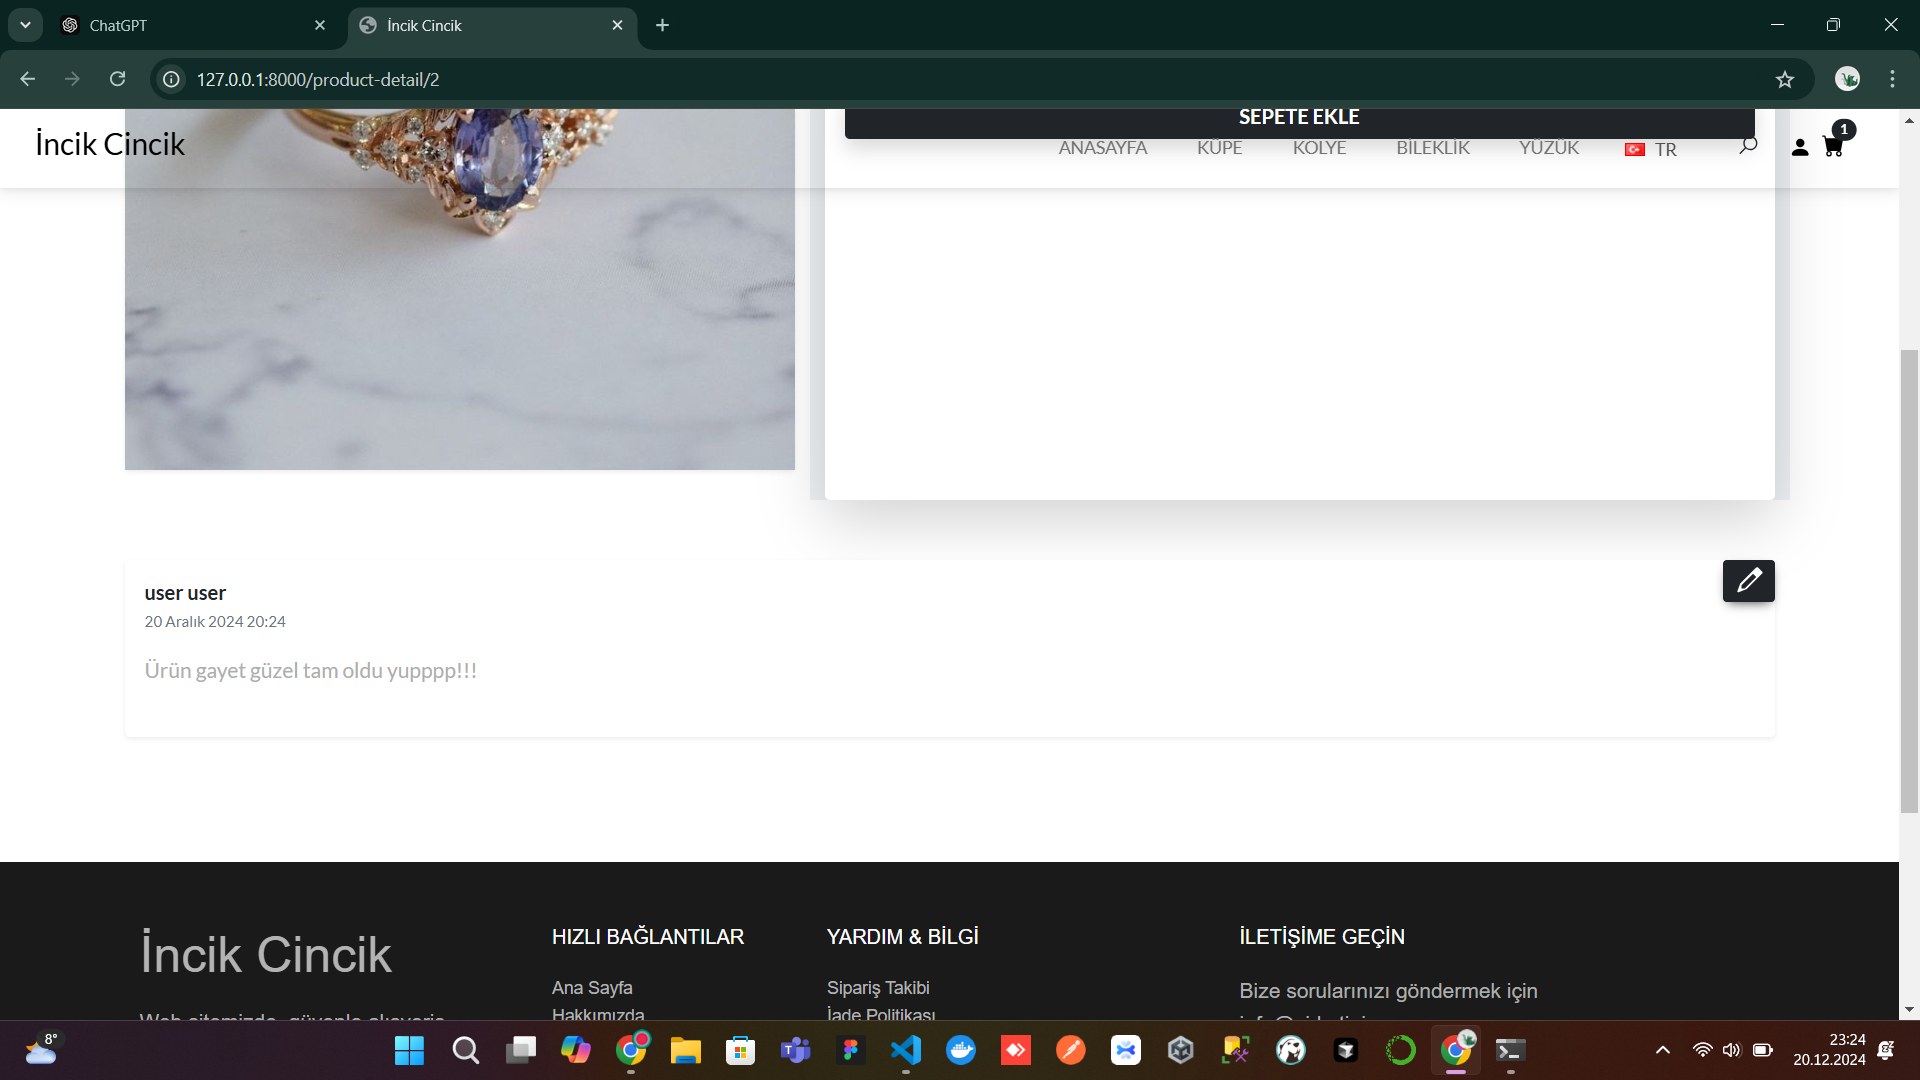 ChatGPT
İncik Cincik
127.0.0.1:8000/product-detail/2
SEPETE EKLE
İncik Cincik
ANASAYFA
KÜPE
KOLYE
BİLEKLİK
YÜZÜK
TR
1
user user
20 Aralık 2024 20:24
Ürün gayet güzel tam oldu yupppp!!!
İncik Cincik
HIZLI BAĞLANTILAR
Ana Sayfa
Hakkımızda
YARDIM & BİLGİ
Sipariş Takibi
İade Politikası
İLETİŞİME GEÇİN
Bize sorularınızı göndermek için
8°
23:24
20.12.2024